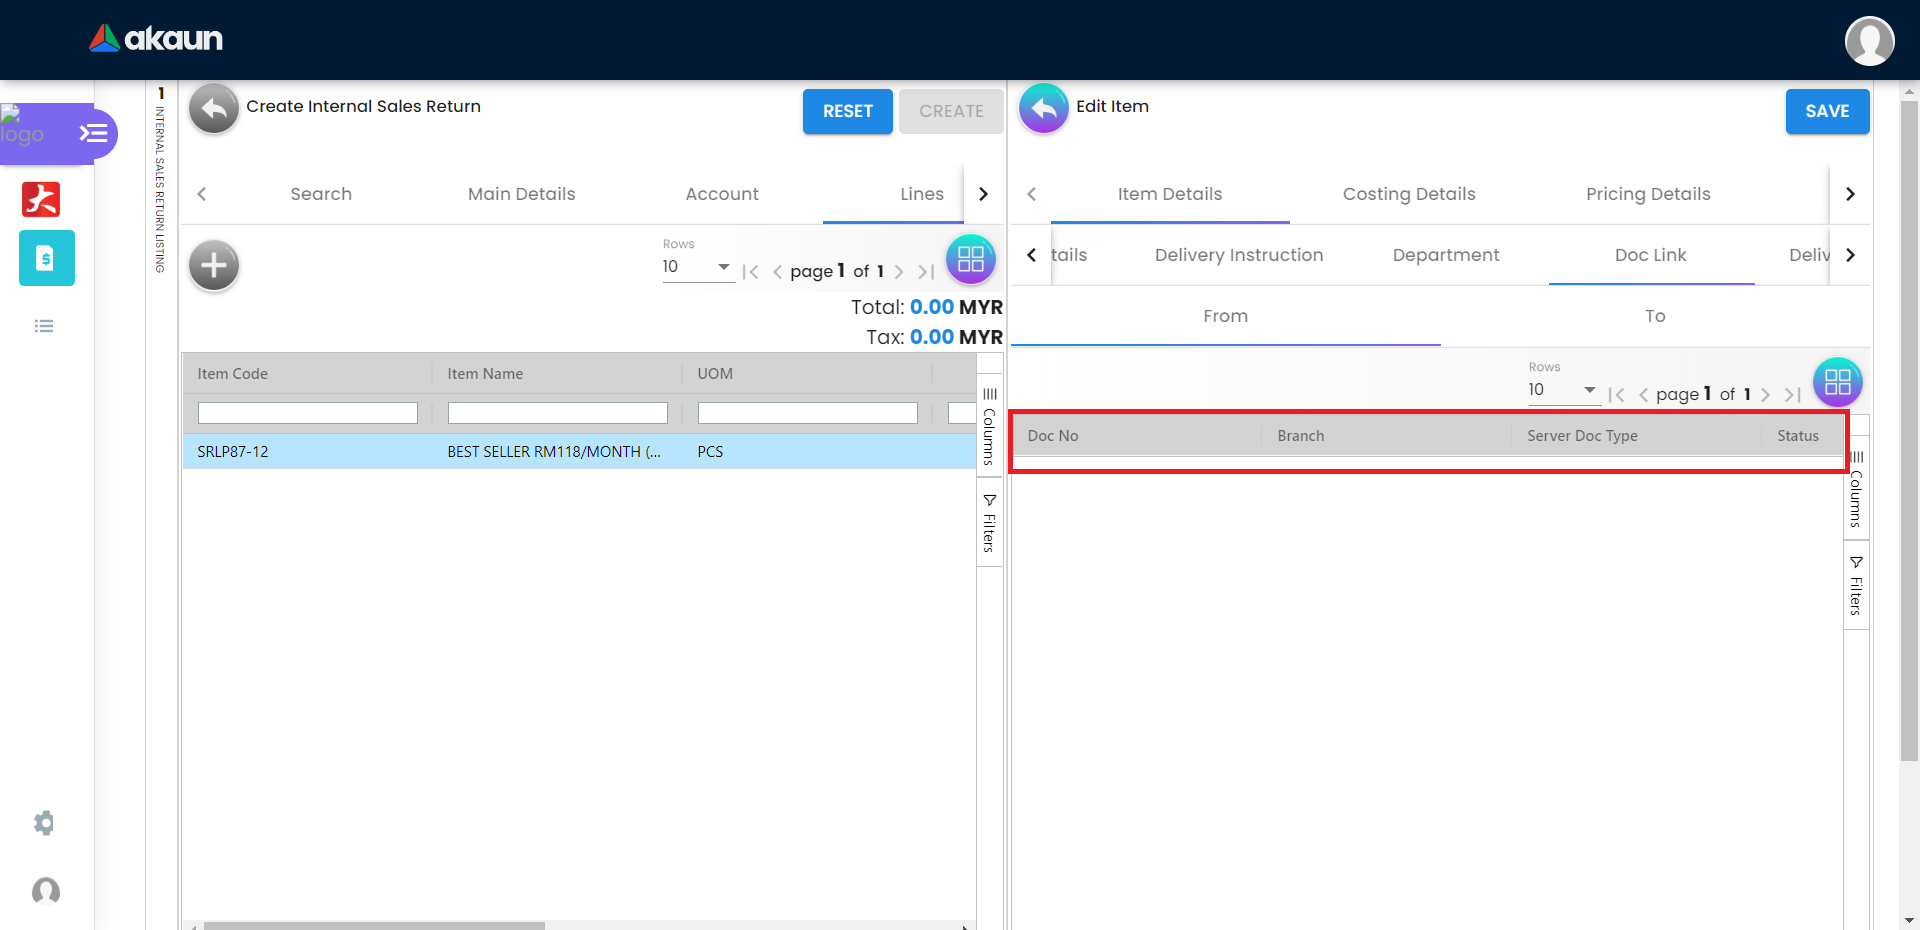 akaun
logo
1
INTERNAL SALES RETURN LISTING
Create Internal Sales Return
RESET
CREATE
Search
Main Details
Account
Lines
Rows
10
page 1 of 1
Total: 0.00 MYR
Tax: 0.00 MYR
Item Code
Item Name
UOM
SRLP87-12
BEST SELLER RM118/MONTH (...
PCS
Columns
Filters
Edit Item
SAVE
Item Details
Costing Details
Pricing Details
tails
Delivery Instruction
Department
Doc Link
Deliv
From
To
Rows
10
page 1 of 1
Doc No
Branch
Server Doc Type
Status
Columns
Filters